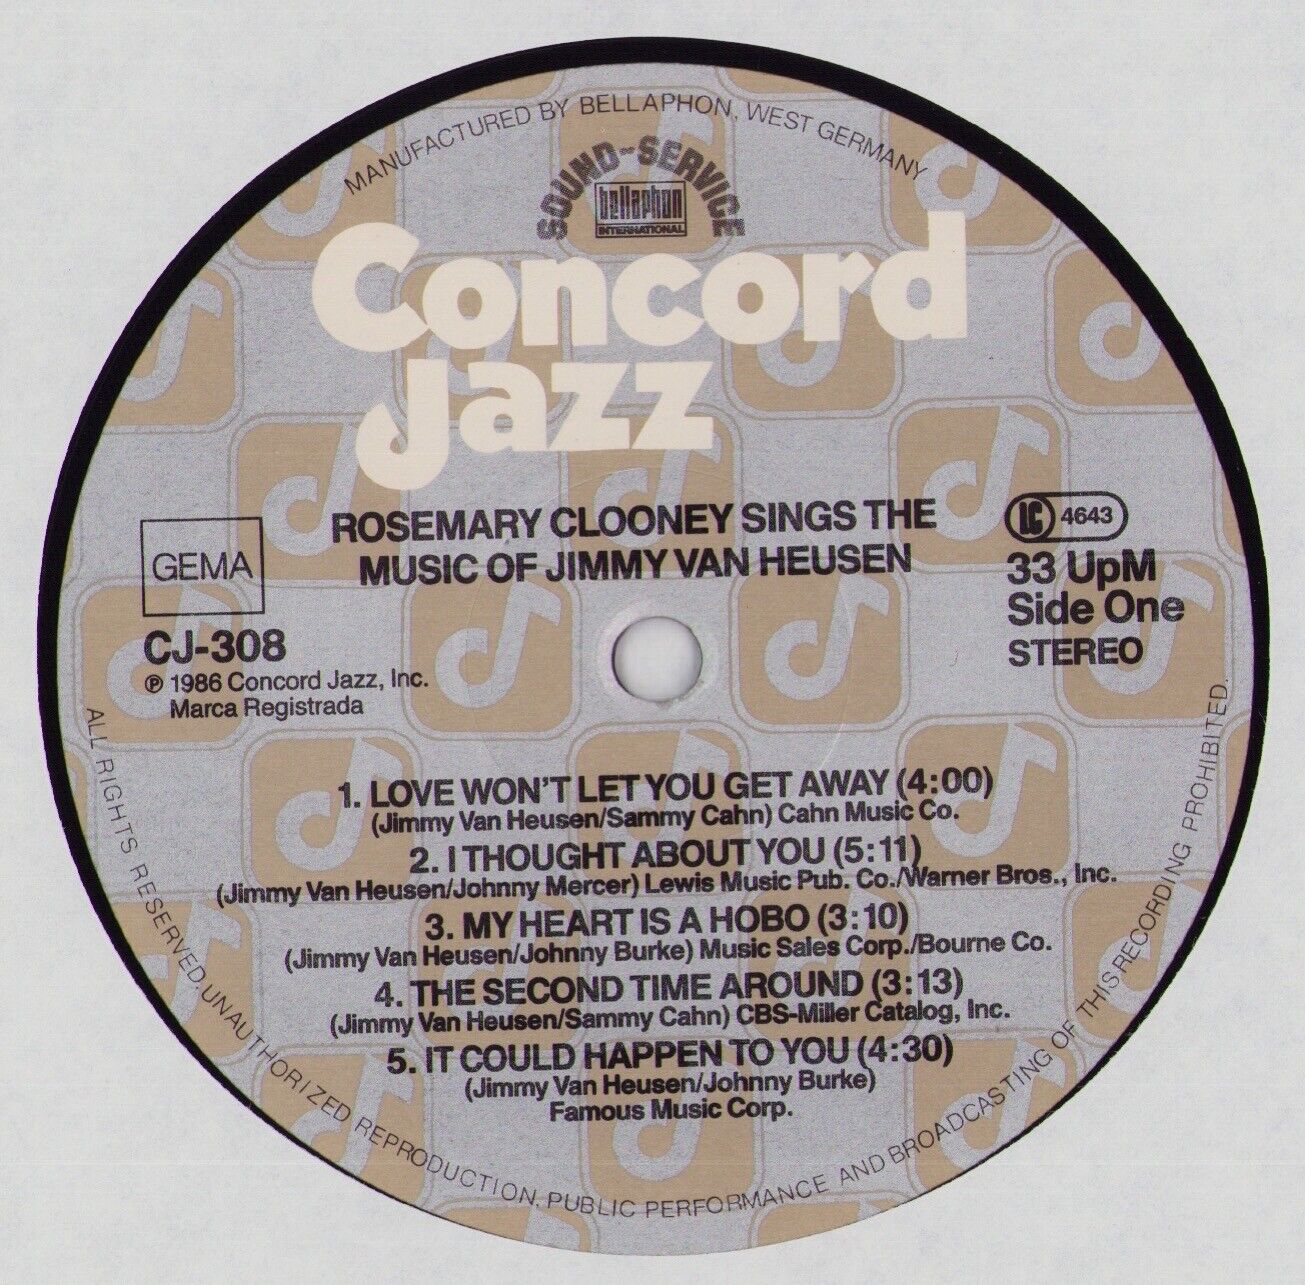 MANUFACTURED BY BELLAPHON, WEST GERMANY
SOUND-SERVICE
bellaphon
INTERNATIONAL
Concord
Jazz
ROSEMARY CLOONEY SINGS THE
MUSIC OF JIMMY VAN HEUSEN
GEMA
CJ-308
℗ 1986 Concord Jazz, Inc.
Marca Registrada
LC 4643
33 UpM
Side One
STEREO
1. LOVE WON'T LET YOU GET AWAY (4:00)
(Jimmy Van Heusen/Sammy Cahn) Cahn Music Co.
2. I THOUGHT ABOUT YOU (5:11)
(Jimmy Van Heusen/Johnny Mercer) Lewis Music Pub. Co./Warner Bros., Inc.
3. MY HEART IS A HOBO (3:10)
(Jimmy Van Heusen/Johnny Burke) Music Sales Corp./Bourne Co.
4. THE SECOND TIME AROUND (3:13)
(Jimmy Van Heusen/Sammy Cahn) CBS-Miller Catalog, Inc.
5. IT COULD HAPPEN TO YOU (4:30)
(Jimmy Van Heusen/Johnny Burke)
Famous Music Corp.
ALL RIGHTS RESERVED. UNAUTHORIZED REPRODUCTION, PUBLIC PERFORMANCE AND BROADCASTING OF THIS RECORDING PROHIBITED.